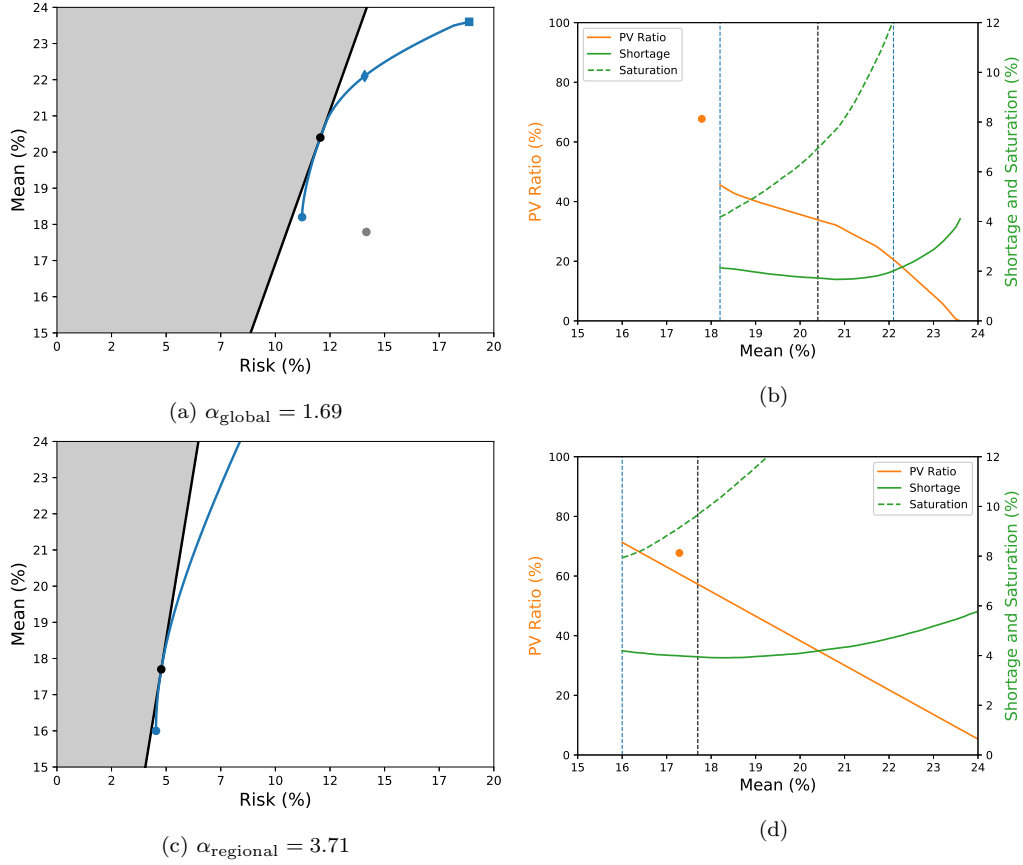 24
23
22
21
20
19
18
17
16
15
Mean (%)
0 2 5 7 10 12 15 17 20
Risk (%)
(a) αglobal = 1.69
100
80
60
40
20
0
PV Ratio (%)
PV Ratio
Shortage
Saturation
12
10
8
6
4
2
0
Shortage and Saturation (%)
15 16 17 18 19 20 21 22 23 24
Mean (%)
(b)
24
23
22
21
20
19
18
17
16
15
Mean (%)
0 2 5 7 10 12 15 17 20
Risk (%)
(c) αregional = 3.71
100
80
60
40
20
0
PV Ratio (%)
PV Ratio
Shortage
Saturation
12
10
8
6
4
2
0
Shortage and Saturation (%)
15 16 17 18 19 20 21 22 23 24
Mean (%)
(d)